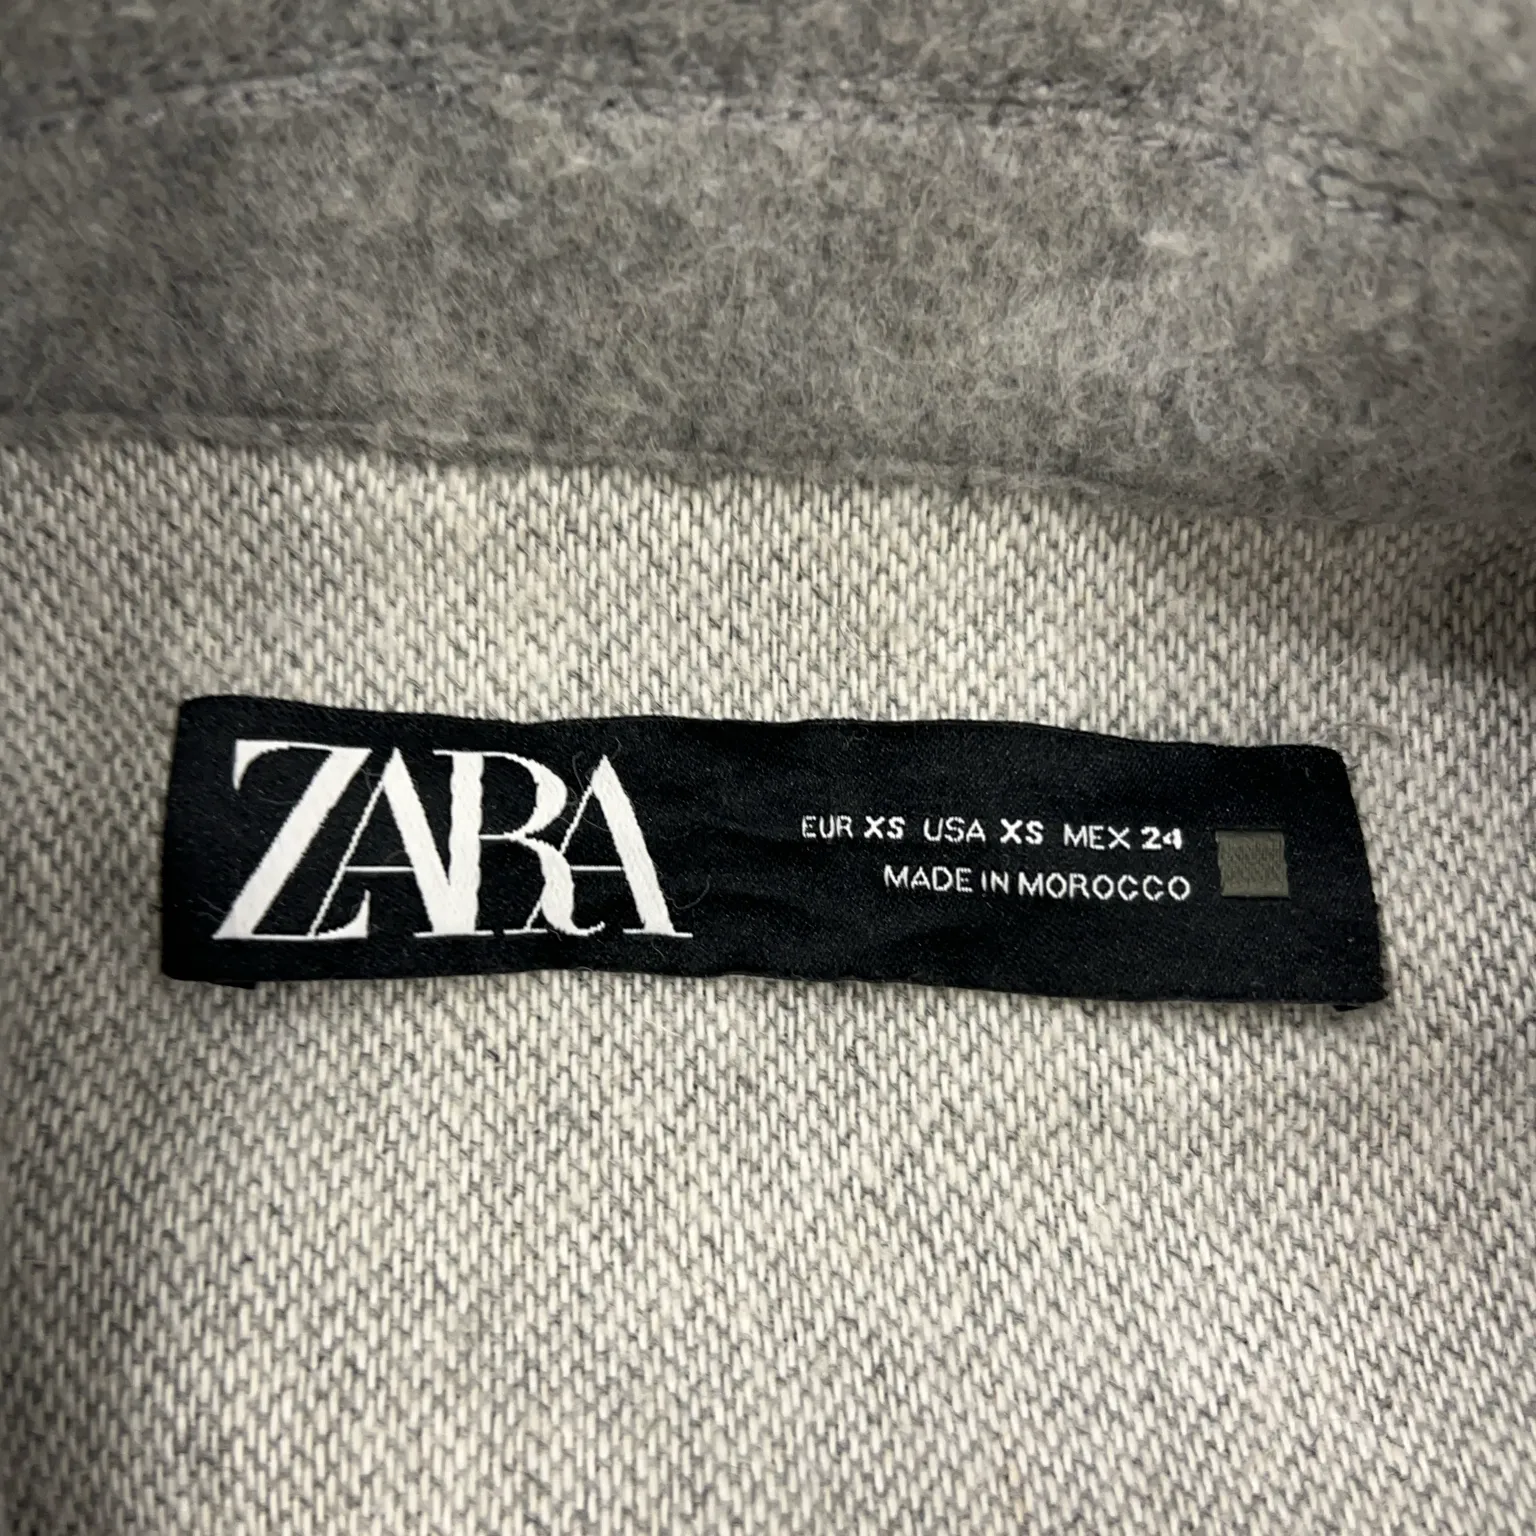 ZARA
EUR XS USA XS MEX 24
MADE IN MOROCCO